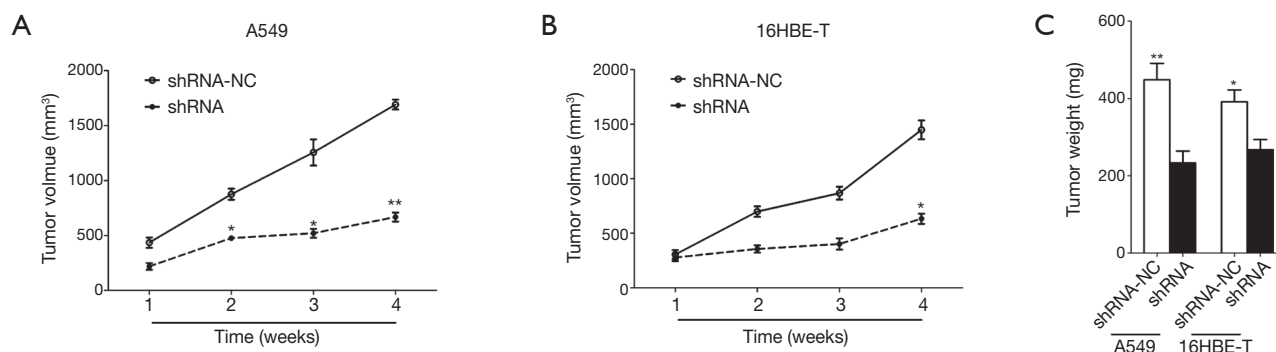 A
A549
2000
1500
1000
500
0
Tumor volmue (mm³)
shRNA-NC
shRNA
*
*
**
1 2 3 4
Time (weeks)
B
16HBE-T
2000
1500
1000
500
0
Tumor volmue (mm³)
shRNA-NC
shRNA
*
1 2 3 4
Time (weeks)
C
600
400
200
0
Tumor weight (mg)
**
*
shRNA-NC
shRNA
shRNA-NC
shRNA
A549 16HBE-T